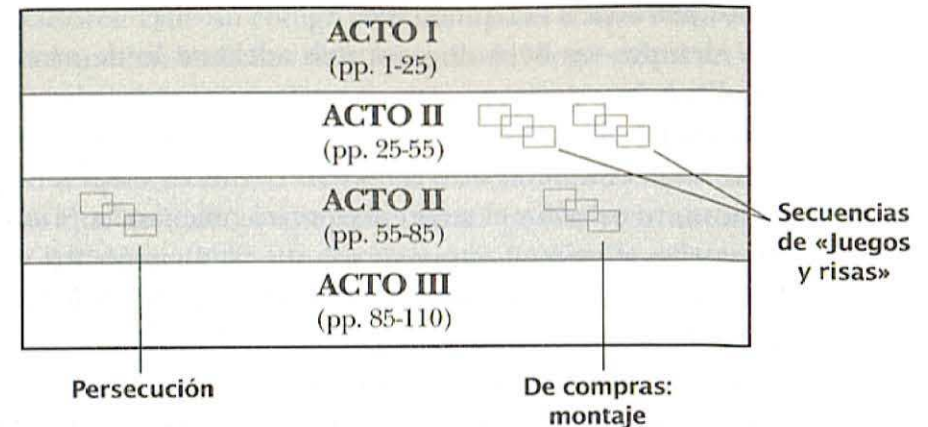 ACTO I
(pp. 1-25)
ACTO II
(pp. 25-55)
ACTO II
(pp. 55-85)
ACTO III
(pp. 85-110)
Secuencias
de «Juegos
y risas»
Persecución
De compras:
montaje